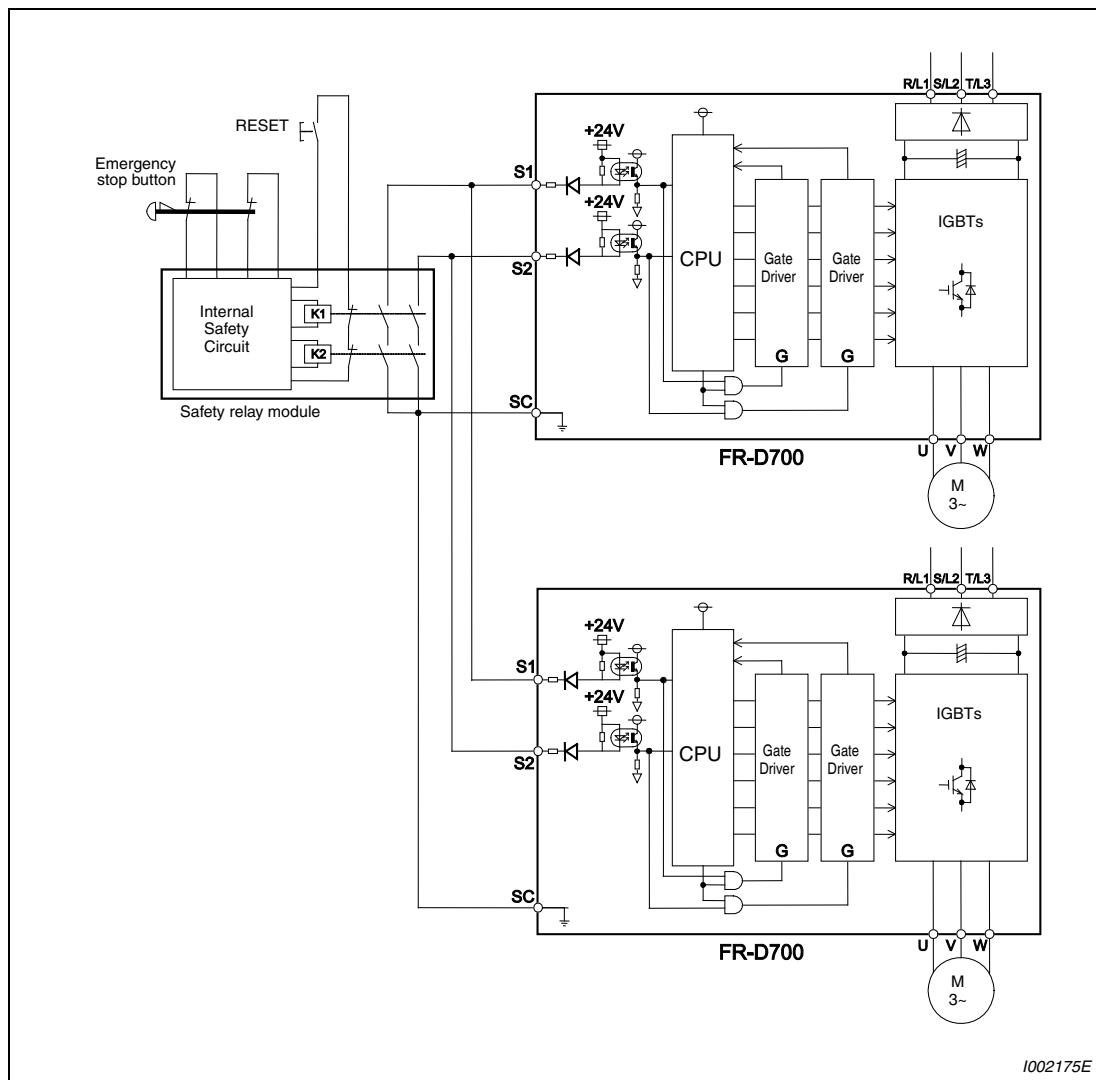 RESET
Emergency
stop button
Internal
Safety
Circuit
K1
K2
Safety relay module
R/L1 S/L2 T/L3
+24V
S1
+24V
S2
CPU
Gate
Driver
Gate
Driver
IGBTs
G
G
SC
U
V
W
FR-D700
M
3~
R/L1 S/L2 T/L3
+24V
S1
+24V
S2
CPU
Gate
Driver
Gate
Driver
IGBTs
G
G
SC
U
V
W
FR-D700
M
3~
I002175E